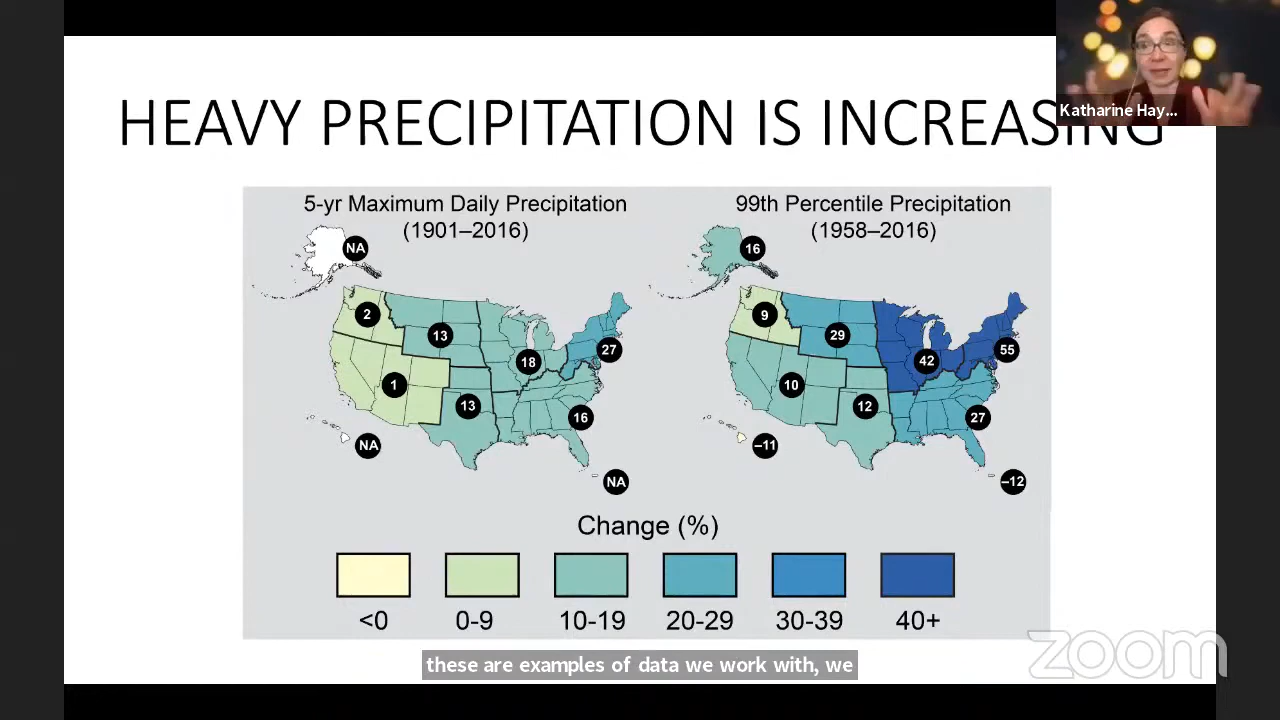 HEAVY PRECIPITATION IS INCREASING
Katharine Hay...
5-yr Maximum Daily Precipitation
(1901–2016)
NA
2
13
18
27
1
13
16
NA
NA
99th Percentile Precipitation
(1958–2016)
16
9
29
42
55
10
12
27
–11
–12
Change (%)
<0
0-9
10-19
20-29
30-39
40+
these are examples of data we work with, we
zoom